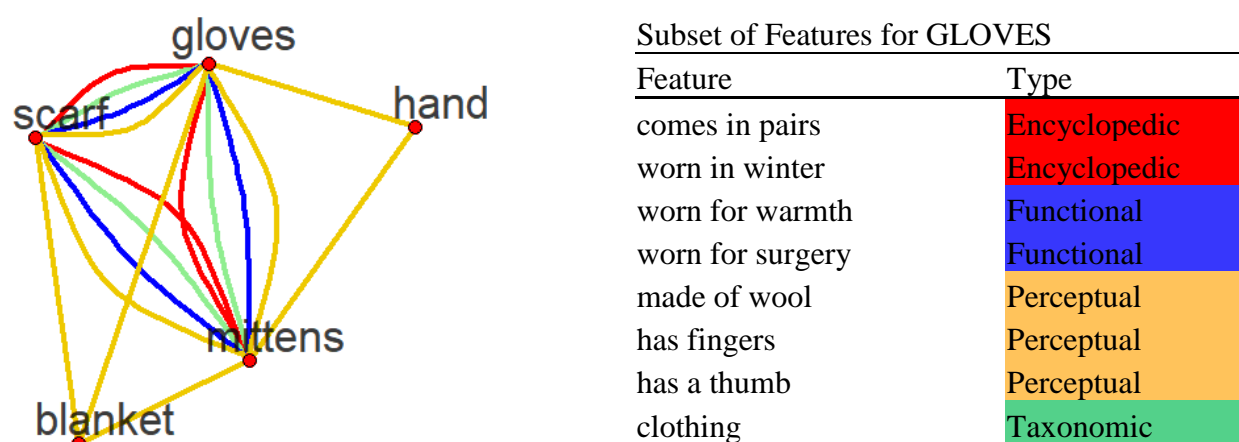 gloves
scarf
hand
mittens
blanket
Subset of Features for GLOVES
Feature Type
comes in pairs Encyclopedic
worn in winter Encyclopedic
worn for warmth Functional
worn for surgery Functional
made of wool Perceptual
has fingers Perceptual
has a thumb Perceptual
clothing Taxonomic